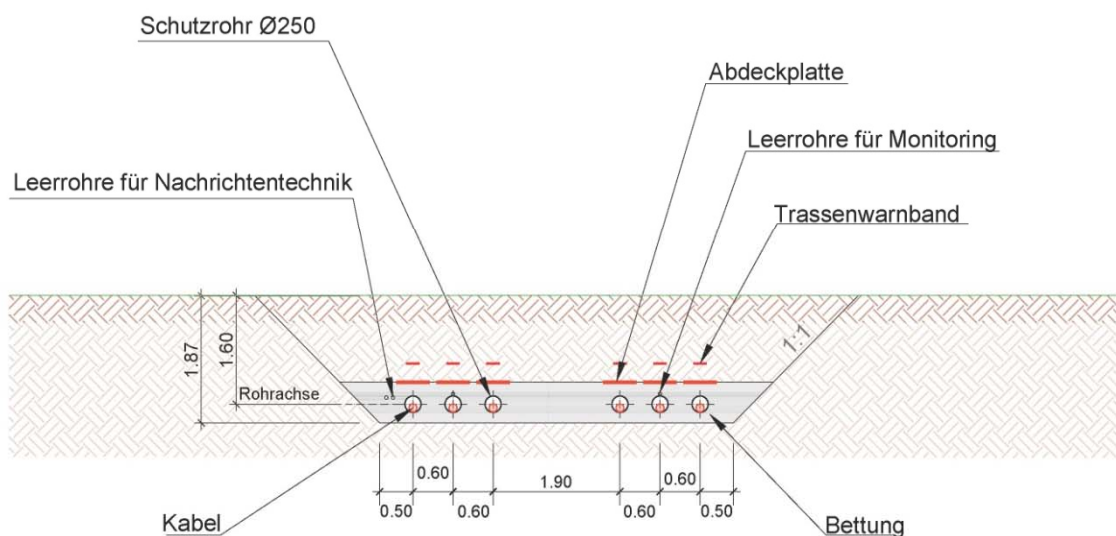 Schutzrohr Ø250
Abdeckplatte
Leerrohre für Monitoring
Leerrohre für Nachrichtentechnik
Trassenwarnband
1:1
1.87
1.60
Rohrachse
0.60
1.90
0.60
0.50
0.60
0.60
0.50
Kabel
Bettung